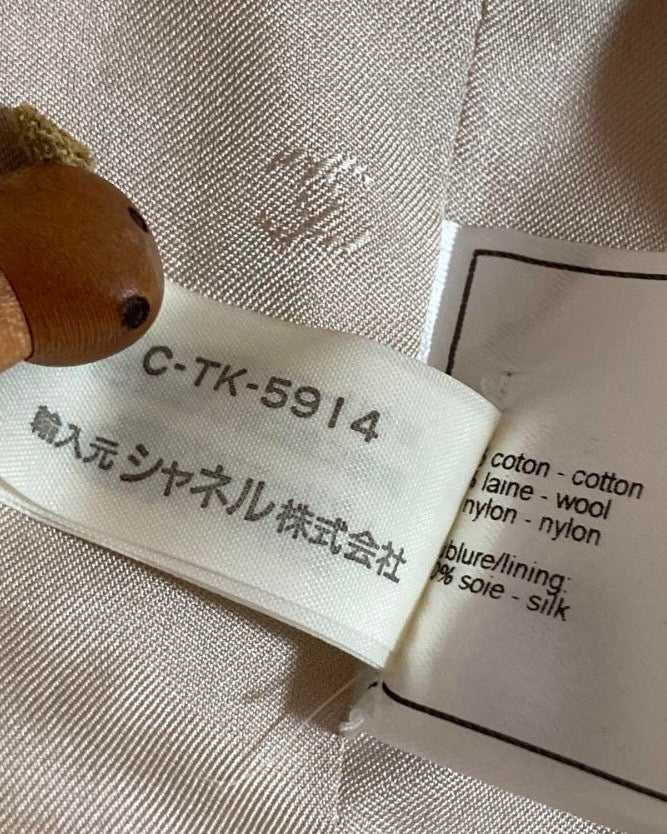 C-TK-5914
輸入元 シャネル 株式会社
coton - cotton
laine - wool
nylon - nylon
blure/lining:
% soie - silk